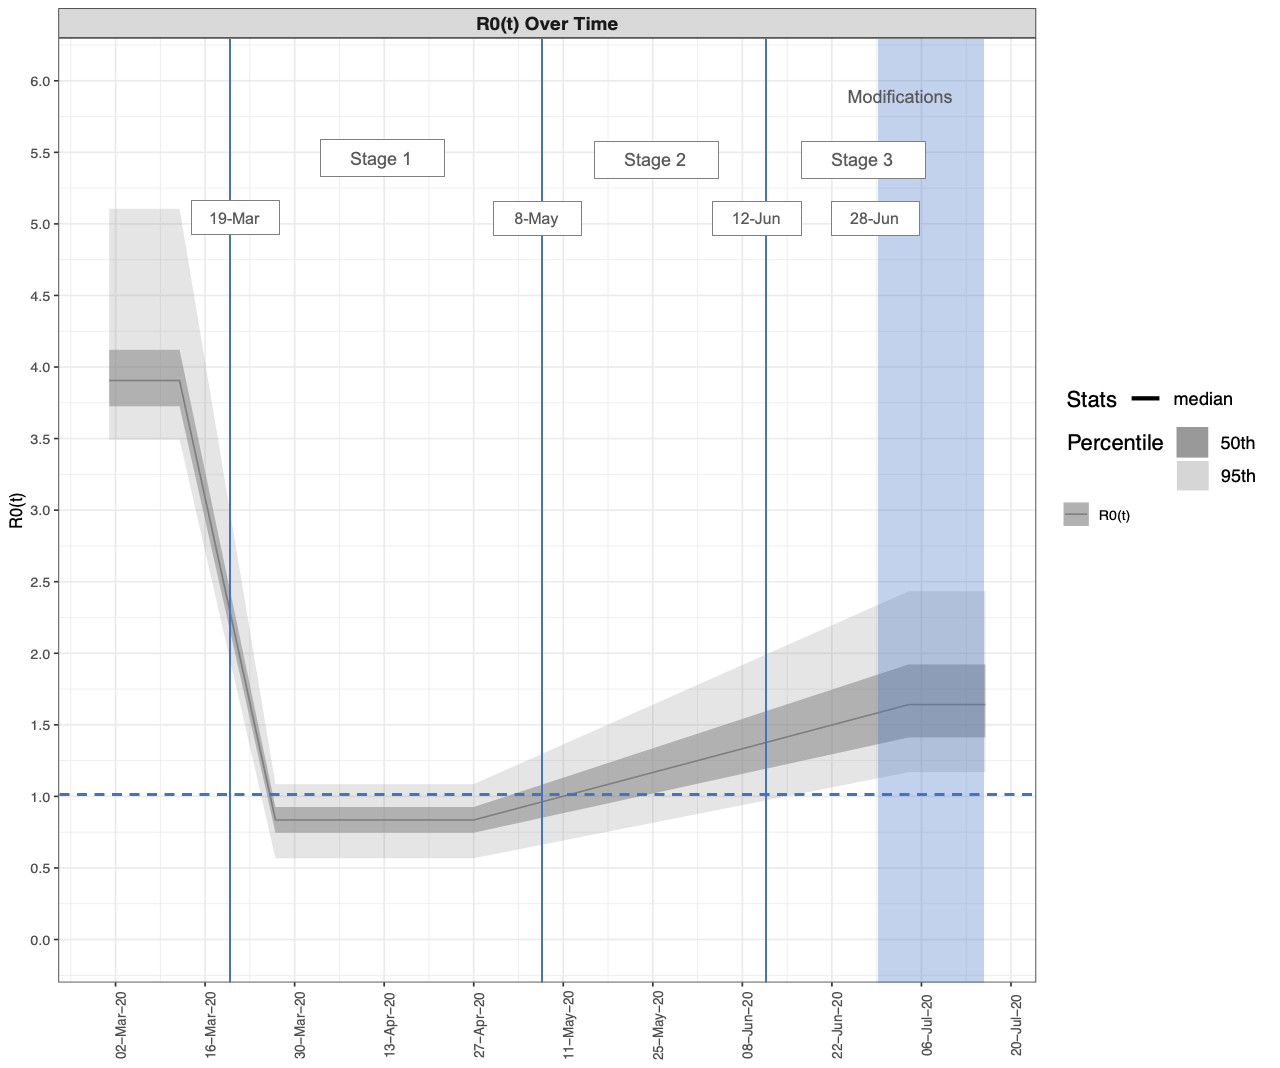 R0(t) Over Time
6.0
Modifications
5.5
Stage 1
Stage 2
Stage 3
5.0
19-Mar
8-May
12-Jun
28-Jun
4.5
4.0
3.5
3.0
2.5
2.0
1.5
1.0
0.5
0.0
R0(t)
02–Mar–20
16–Mar–20
30–Mar–20
13–Apr–20
27–Apr–20
11–May–20
25–May–20
08–Jun–20
22–Jun–20
06–Jul–20
20–Jul–20
Stats median
Percentile 50th
95th
R0(t)